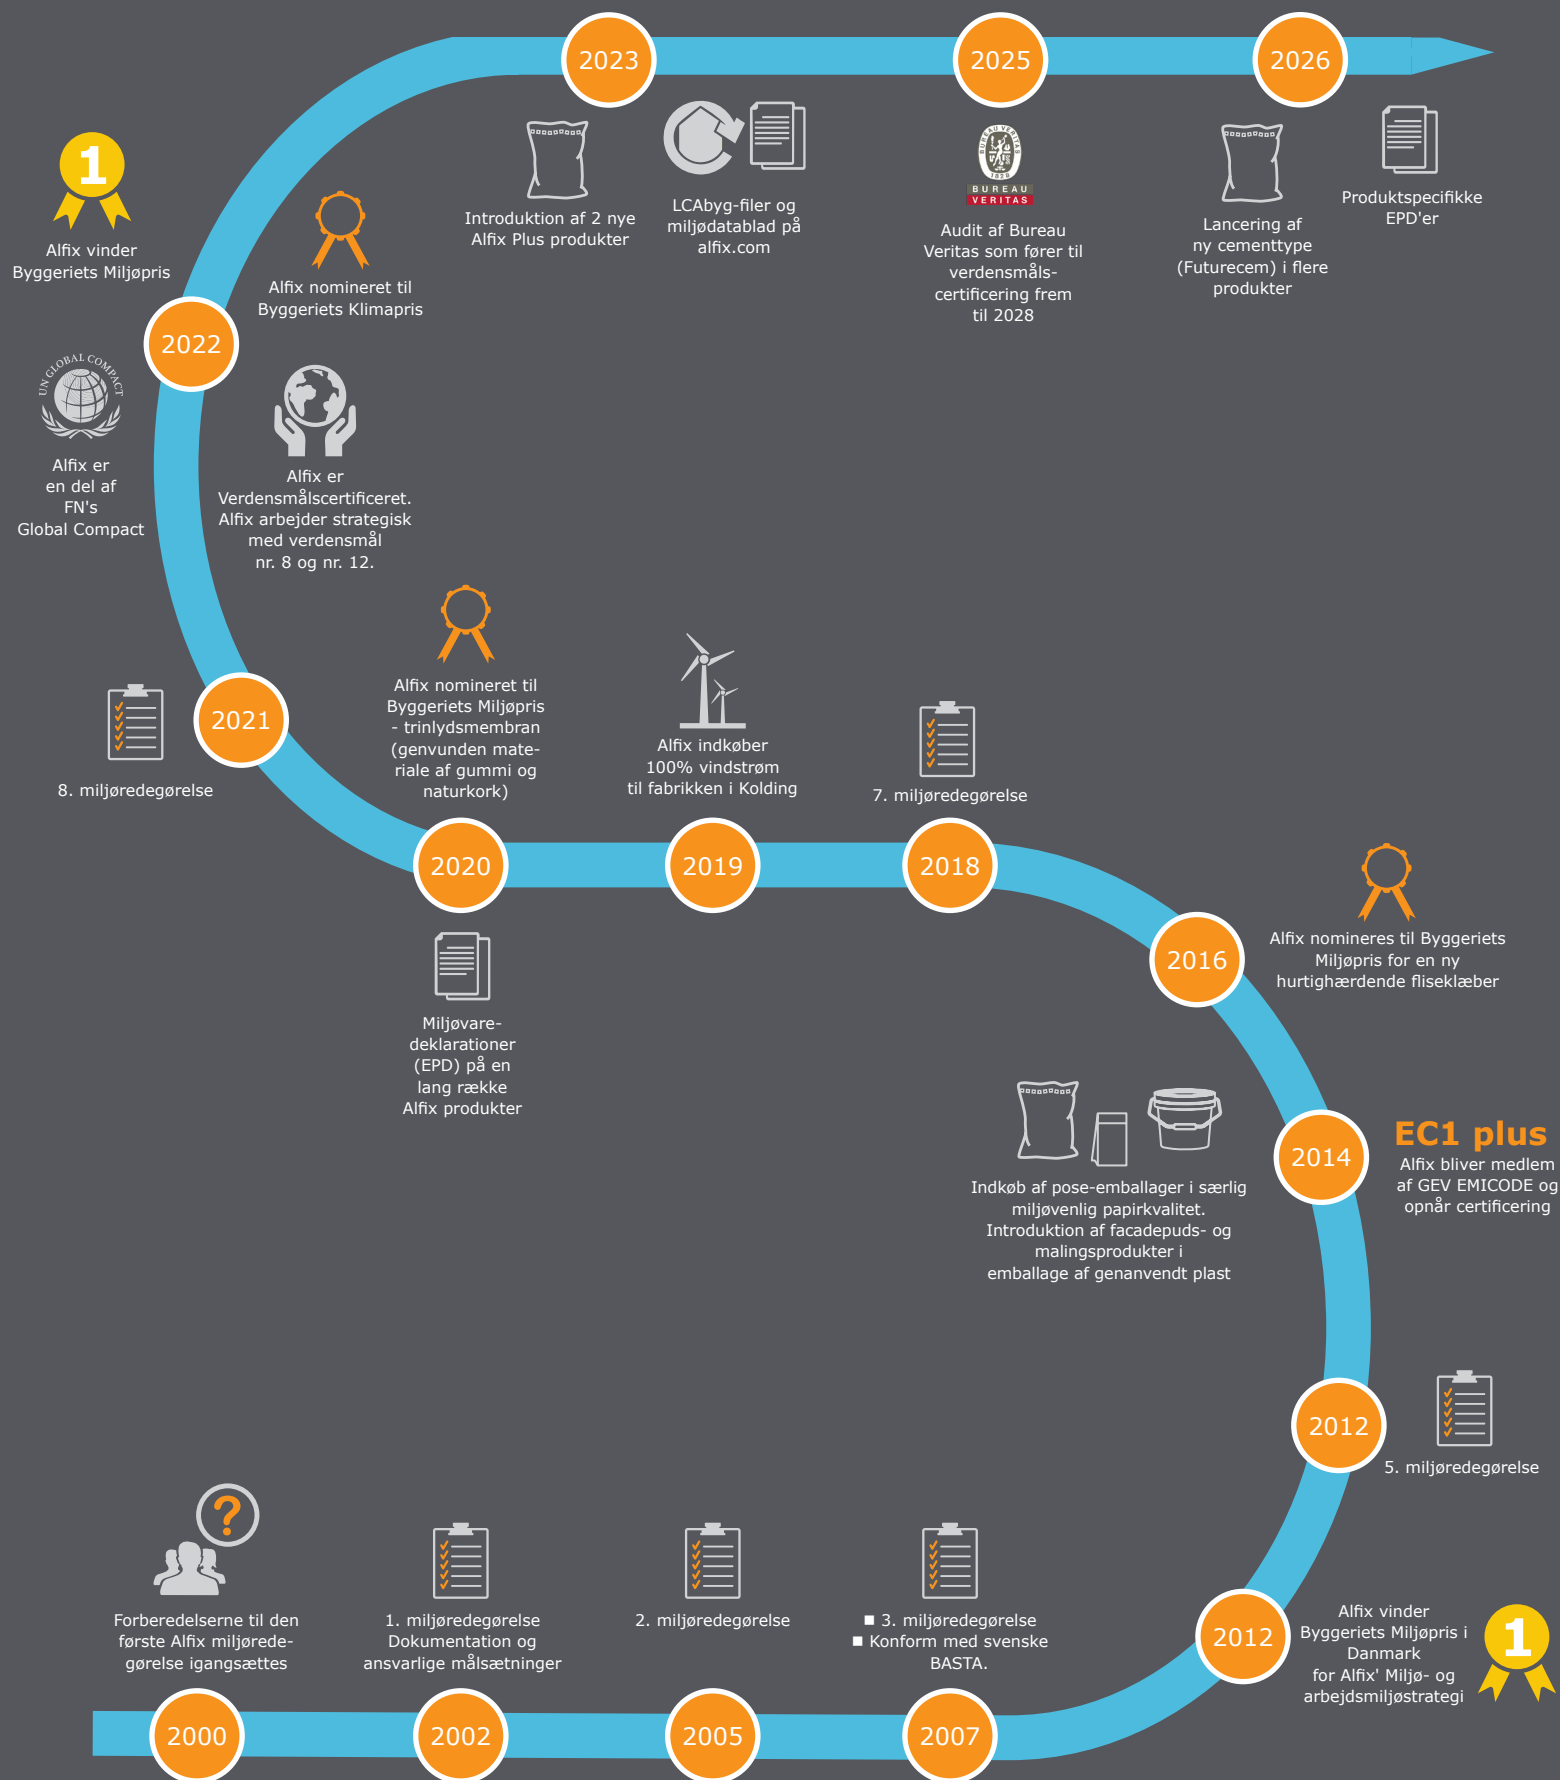 2023
2025
2026
1
Alfix vinder
Byggeriets Miljøpris
Alfix nomineret til
Byggeriets Klimapris
Introduktion af 2 nye
Alfix Plus produkter
LCAbyg-filer og
miljødatablad på
alfix.com
BUREAU VERITAS
1828
BUREAU
VERITAS
Audit af Bureau
Veritas som fører til
verdensmåls-
certificering frem
til 2028
Lancering af
ny cementtype
(Futurecem) i flere
produkter
Produktspecifikke
EPD'er
2022
UN GLOBAL COMPACT
Alfix er
en del af
FN's
Global Compact
Alfix er
Verdensmålscertificeret.
Alfix arbejder strategisk
med verdensmål
nr. 8 og nr. 12.
2021
8. miljøredegørelse
Alfix nomineret til
Byggeriets Miljøpris
- trinlydsmembran
(genvunden mate-
riale af gummi og
naturkork)
Alfix indkøber
100% vindstrøm
til fabrikken i Kolding
7. miljøredegørelse
2020
2019
2018
Miljøvare-
deklarationer
(EPD) på en
lang række
Alfix produkter
2016
Alfix nomineres til Byggeriets
Miljøpris for en ny
hurtighærdende fliseklæber
Indkøb af pose-emballager i særlig
miljøvenlig papirkvalitet.
Introduktion af facadepuds- og
malingsprodukter i
emballage af genanvendt plast
2014
EC1 plus
Alfix bliver medlem
af GEV EMICODE og
opnår certificering
2012
5. miljøredegørelse
?
Forberedelserne til den
første Alfix miljørede-
gørelse igangsættes
1. miljøredegørelse
Dokumentation og
ansvarlige målsætninger
2. miljøredegørelse
■ 3. miljøredegørelse
■ Konform med svenske
BASTA.
2012
Alfix vinder
Byggeriets Miljøpris i
Danmark
for Alfix' Miljø- og
arbejdsmiljøstrategi
1
2000
2002
2005
2007